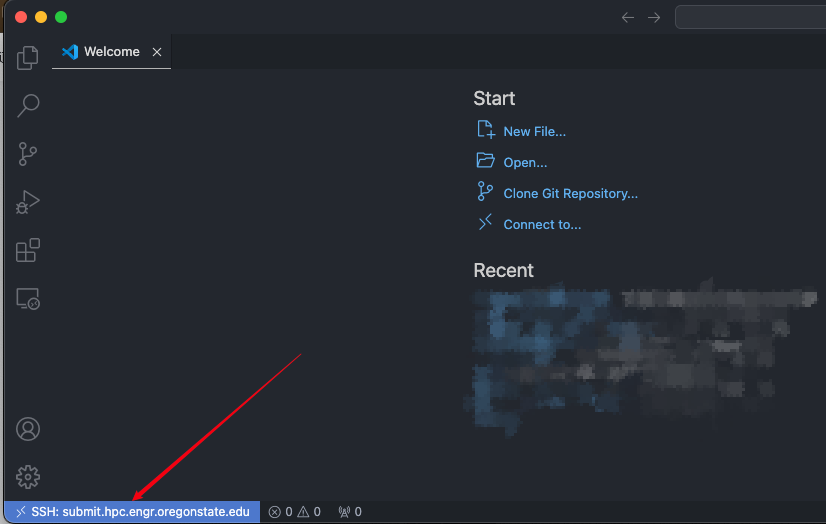 Welcome
Start
New File...
Open...
Clone Git Repository...
Connect to...
Recent
SSH: submit.hpc.engr.oregonstate.edu
0
0
0